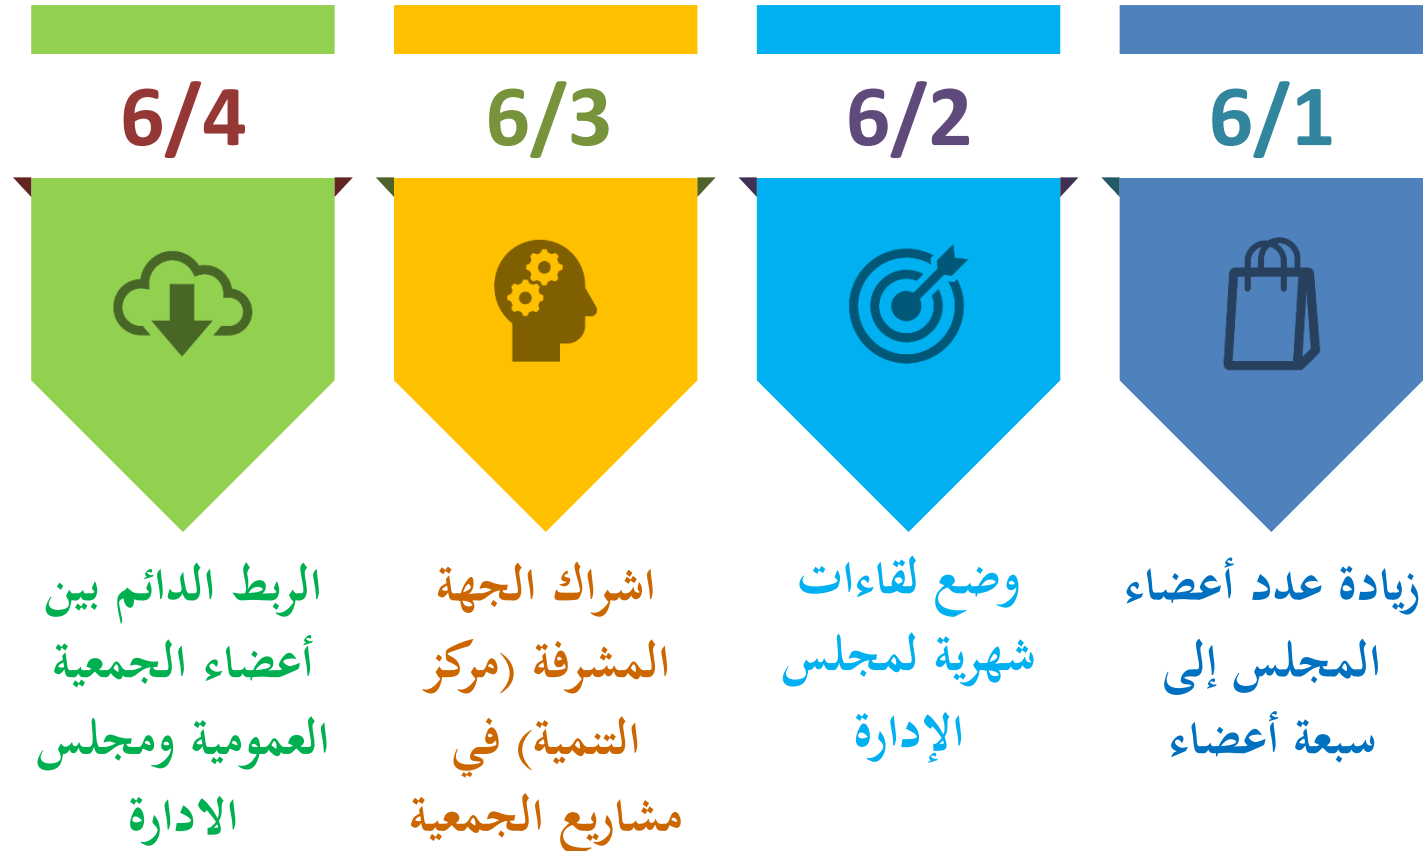 6/1
زيادة عدد أعضاء
المجلس إلى
سبعة أعضاء
6/2
وضع لقاءات
شهرية لمجلس
الإدارة
6/3
اشراك الجهة
المشرفة (مركز
التنمية) في
مشاريع الجمعية
6/4
الربط الدائم بين
أعضاء الجمعية
العمومية ومجلس
الادارة